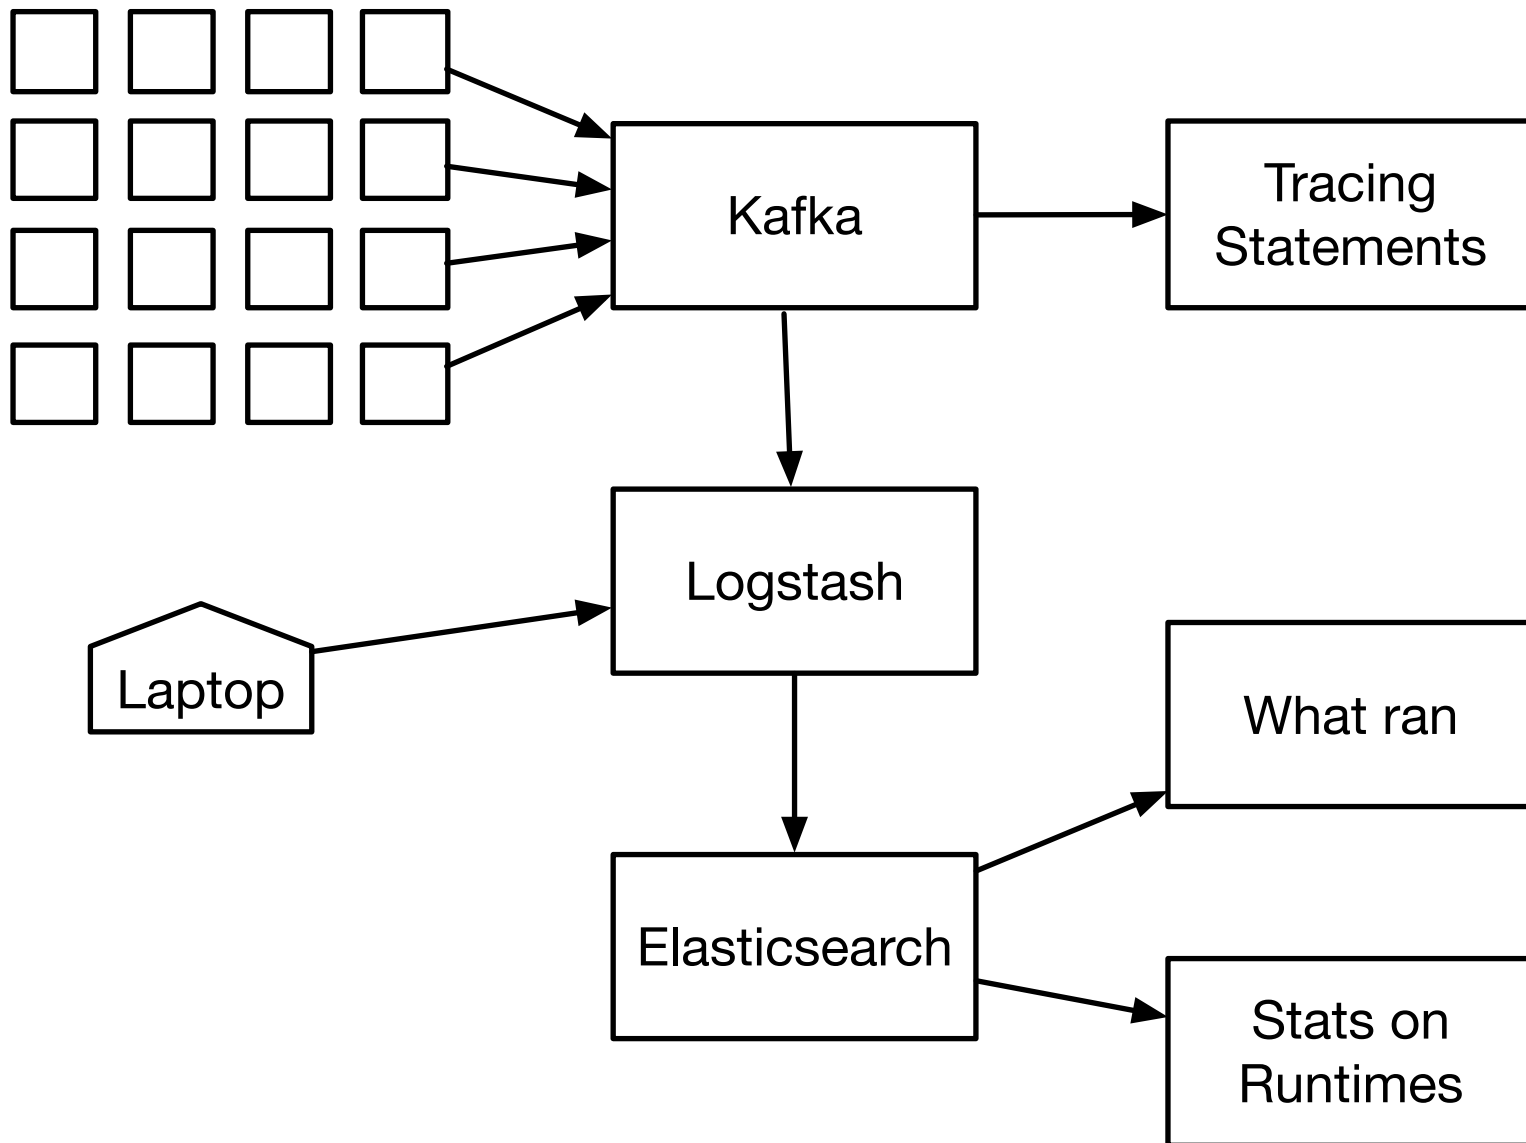 Kafka
Tracing
Statements
Logstash
Laptop
What ran
Elasticsearch
Stats on
Runtimes